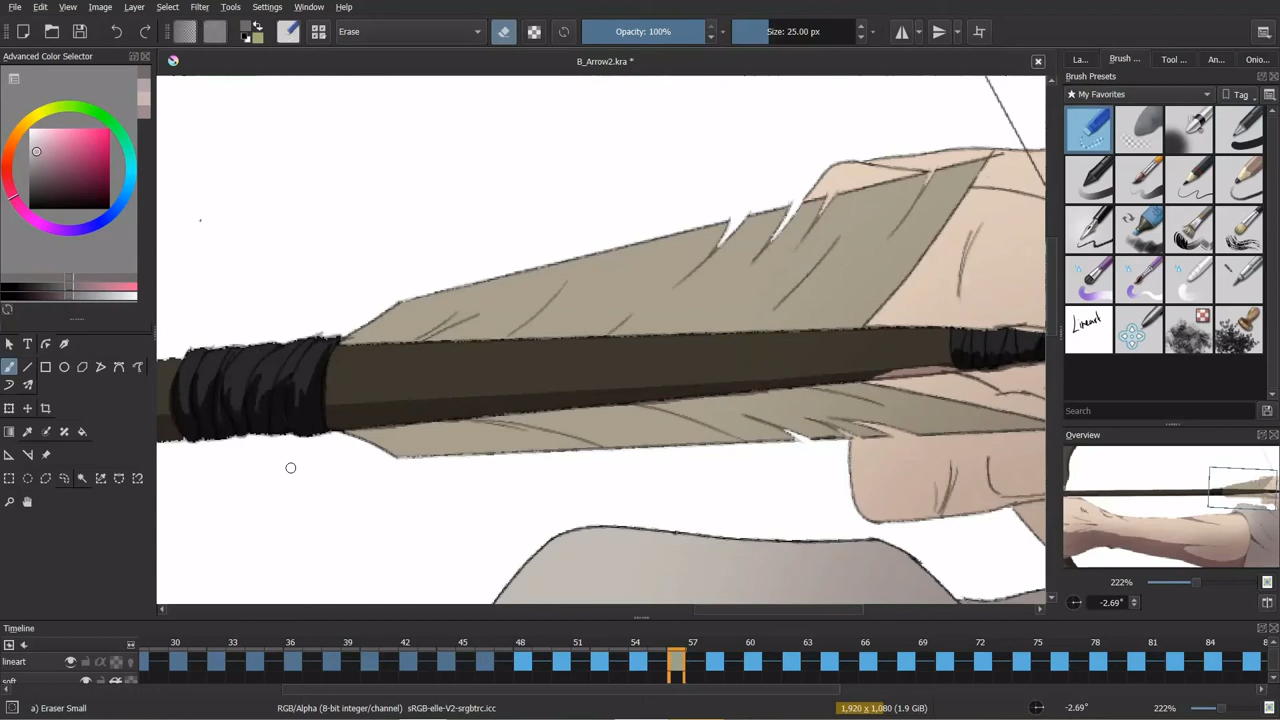 File Edit View Image Layer Select Filter Tools Settings Window Help
Erase Opacity: 100% Size: 25.00 px
Advanced Color Selector
B_Arrow2.kra *
La... Brush ... Tool ... An... Onio...
Brush Presets
My Favorites Tag
Lineart
Search
Overview
222%
-2.69°
Timeline
30 33 36 39 42 45 48 51 54 57 60 63 66 69 72 75 78 81 84
lineart
soft
a) Eraser Small RGB/Alpha (8-bit integer/channel) sRGB-elle-V2-srgbtrc.icc 1,920 x 1,080 (1.9 GiB) -2.69° 222%